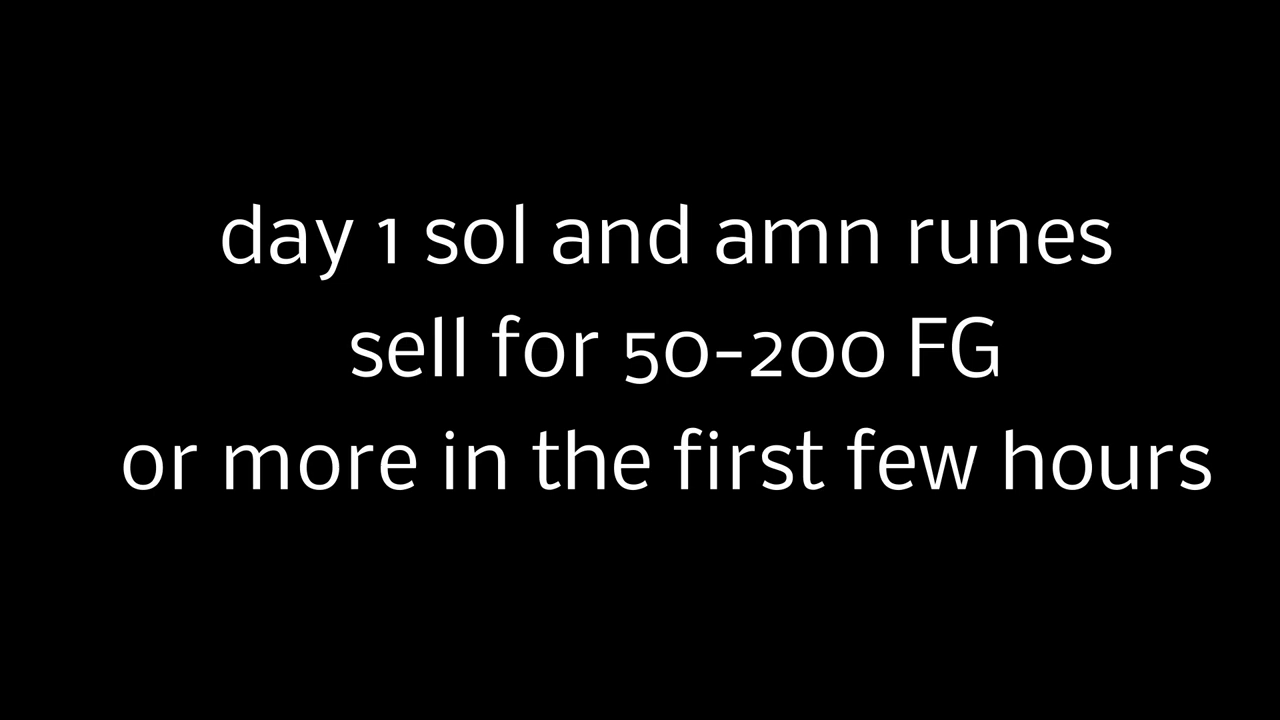 day 1 sol and amn runes
sell for 50-200 FG
or more in the first few hours